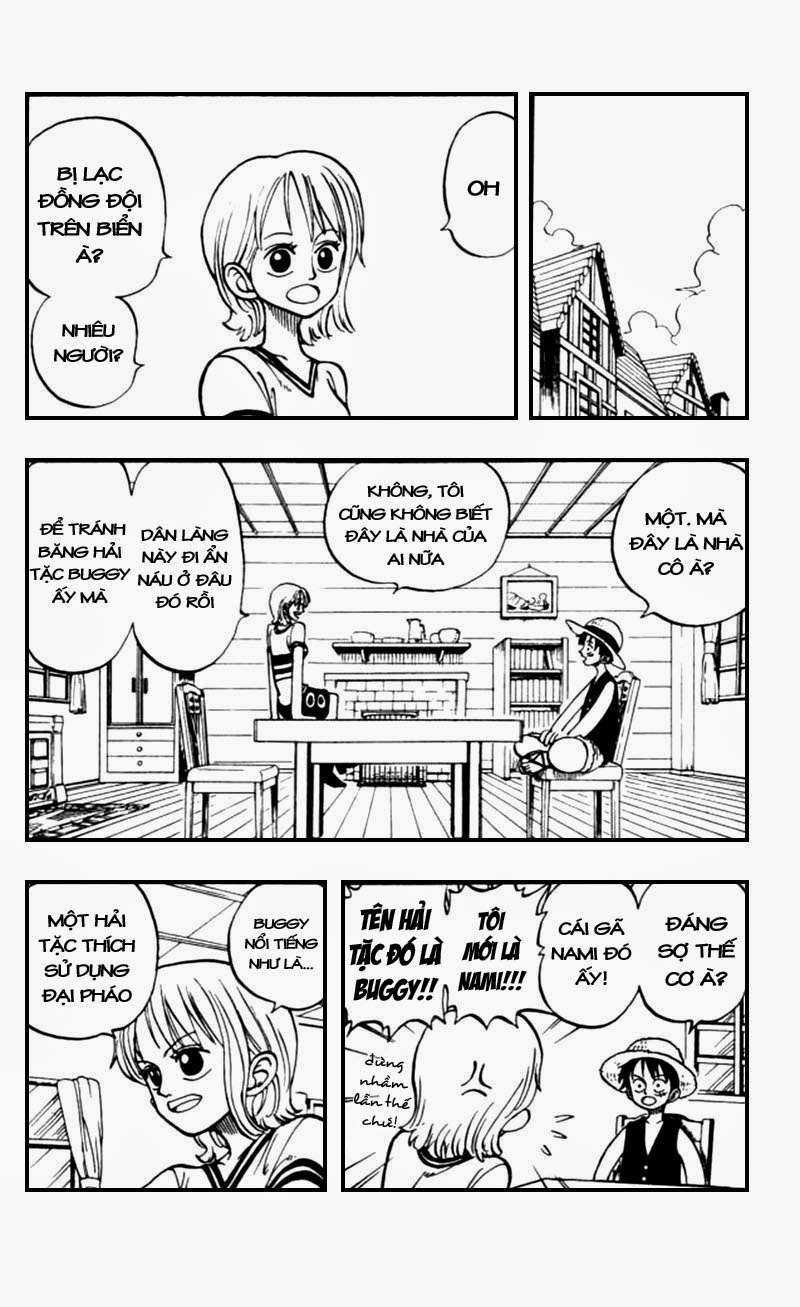 OH
BỊ LẠC
ĐỒNG ĐỘI
TRÊN BIỂN
À?
NHIÊU
NGƯỜI?
MỘT. MÀ
ĐÂY LÀ NHÀ
CÔ À?
KHÔNG, TÔI
CŨNG KHÔNG BIẾT
ĐÂY LÀ NHÀ CỦA
AI NỮA
DÂN LÀNG
NÀY ĐI ẨN
NÁU Ở ĐÂU
ĐÓ RỒI
ĐỂ TRÁNH
BĂNG HẢI
TẶC BUGGY
ẤY MÀ
ĐÁNG
SỢ THẾ
CƠ À?
CÁI GÃ
NAMI ĐÓ
ẤY!
TÔI
MỚI LÀ
NAMI!!!
TÊN HẢI
TẶC ĐÓ LÀ
BUGGY!!
đừng
nhầm
lẫn thế
chứ!
BUGGY
NỔI TIẾNG
NHƯ LÀ...
MỘT HẢI
TẶC THÍCH
SỬ DỤNG
ĐẠI PHÁO